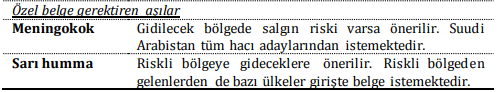 Özel belge gerektiren aşılar
Meningokok Gidilecek bölgede salgın riski varsa önerilir. Suudi
Arabistan tüm hacı adaylarından istemektedir.
Sarı humma Riskli bölgeye gideceklere önerilir. Riskli bölgeden
gelenlerden de bazı ülkeler girişte belge istemektedir.